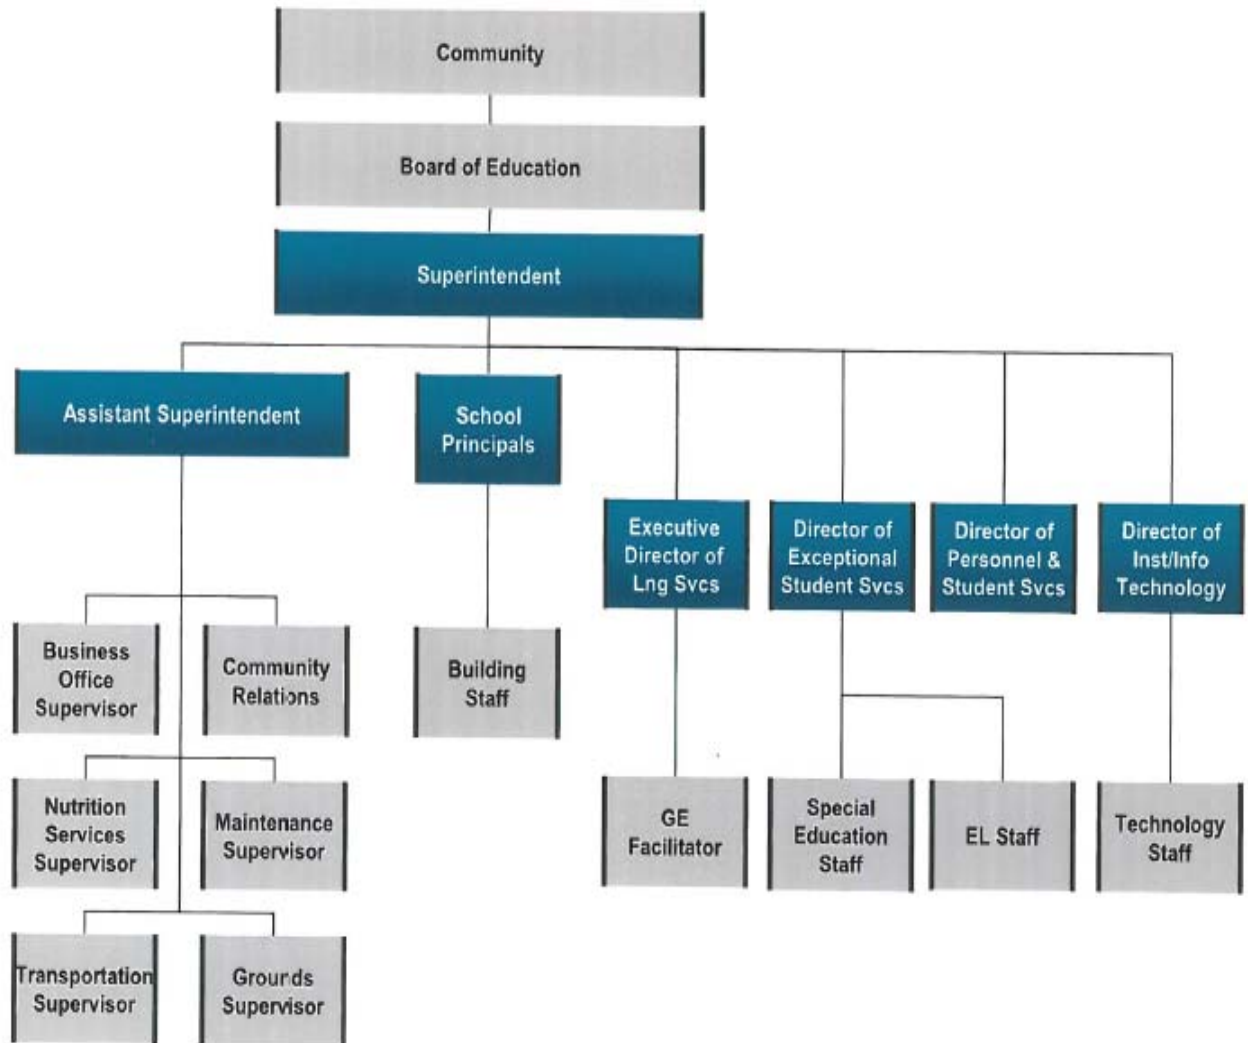 Community
Board of Education
Superintendent
Assistant Superintendent
School
Principals
Executive
Director of
Lng Svcs
Director of
Exceptional
Student Svcs
Director of
Personnel &
Student Svcs
Director of
Inst/Info
Technology
Business
Office
Supervisor
Community
Relations
Building
Staff
Nutrition
Services
Supervisor
Maintenance
Supervisor
GE
Facilitator
Special
Education
Staff
EL Staff
Technology
Staff
Transportation
Supervisor
Grounds
Supervisor